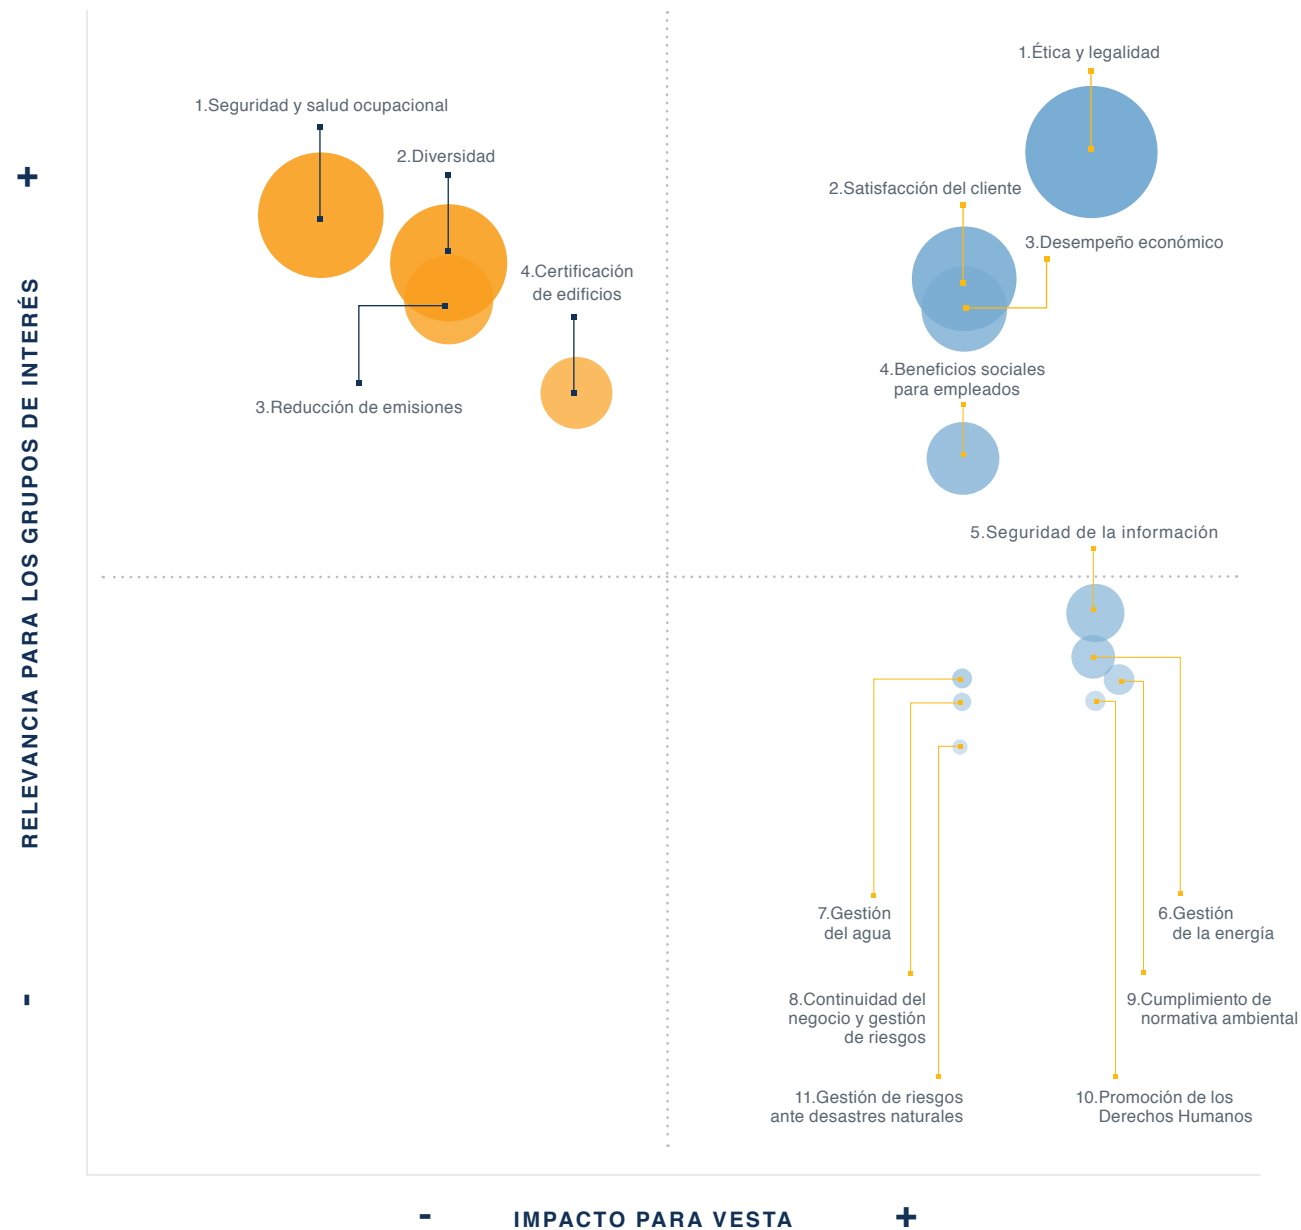 1.Ética y legalidad
1.Seguridad y salud ocupacional
2.Diversidad
2.Satisfacción del cliente
3.Desempeño económico
4.Certificación
de edificios
4.Beneficios sociales
para empleados
3.Reducción de emisiones
5.Seguridad de la información
7.Gestión
del agua
6.Gestión
de la energía
8.Continuidad del
negocio y gestión
de riesgos
9.Cumplimiento de
normativa ambiental
11.Gestión de riesgos
ante desastres naturales
10.Promoción de los
Derechos Humanos
+
RELEVANCIA PARA LOS GRUPOS DE INTERÉS
-
- IMPACTO PARA VESTA +